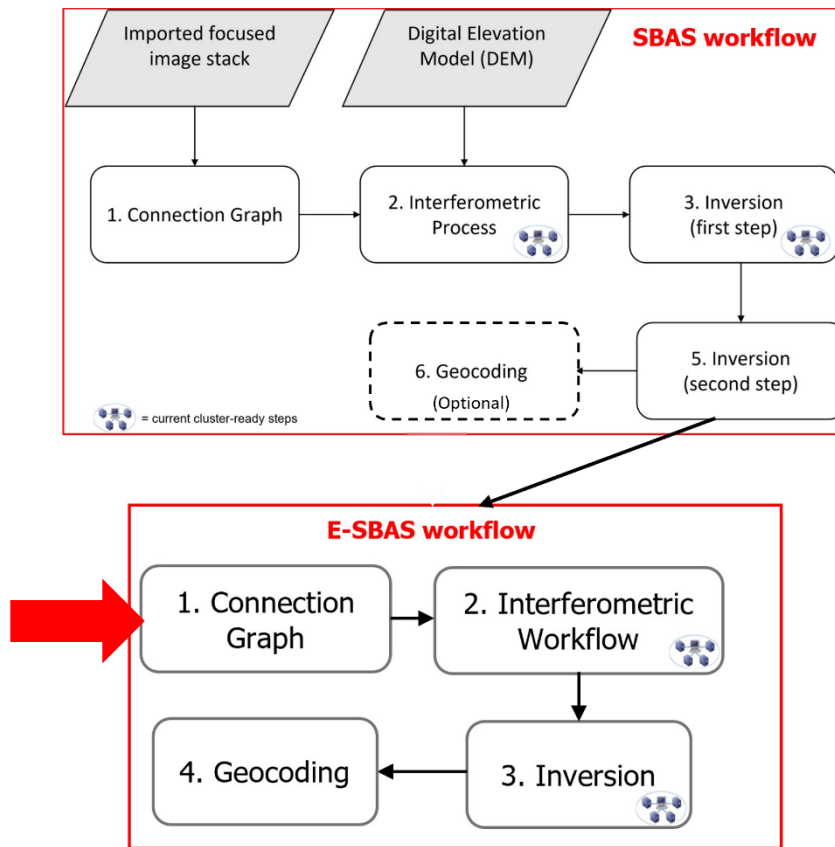 Imported focused
image stack
Digital Elevation
Model (DEM)
SBAS workflow
1. Connection Graph
2. Interferometric
Process
3. Inversion
(first step)
6. Geocoding
(Optional)
5. Inversion
(second step)
= current cluster-ready steps
E-SBAS workflow
1. Connection
Graph
2. Interferometric
Workflow
4. Geocoding
3. Inversion